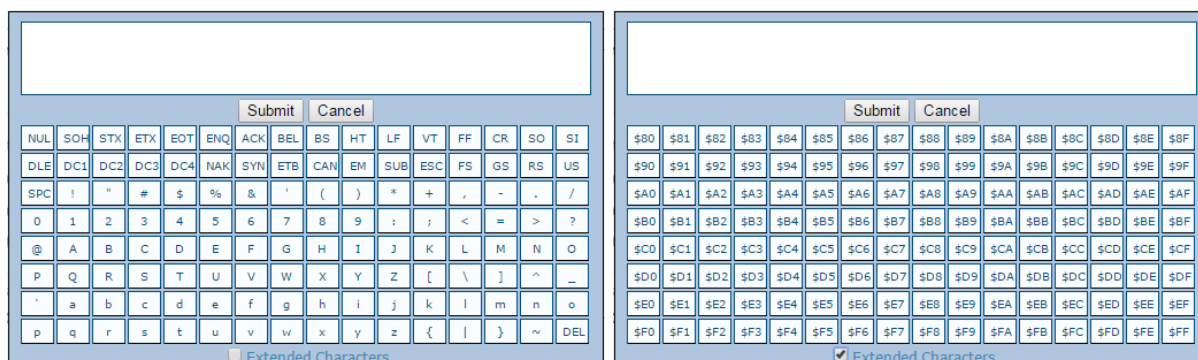 Submit Cancel
NUL SOH STX ETX EOT ENQ ACK BEL BS HT LF VT FF CR SO SI
DLE DC1 DC2 DC3 DC4 NAK SYN ETB CAN EM SUB ESC FS GS RS US
SPC ! " # $ % & ' ( ) * + , - . /
0 1 2 3 4 5 6 7 8 9 : ; < = > ?
@ A B C D E F G H I J K L M N O
P Q R S T U V W X Y Z [ \ ] ^ _
` a b c d e f g h i j k l m n o
p q r s t u v w x y z { | } ~ DEL
Extended Characters
Submit Cancel
$80 $81 $82 $83 $84 $85 $86 $87 $88 $89 $8A $8B $8C $8D $8E $8F
$90 $91 $92 $93 $94 $95 $96 $97 $98 $99 $9A $9B $9C $9D $9E $9F
$A0 $A1 $A2 $A3 $A4 $A5 $A6 $A7 $A8 $A9 $AA $AB $AC $AD $AE $AF
$B0 $B1 $B2 $B3 $B4 $B5 $B6 $B7 $B8 $B9 $BA $BB $BC $BD $BE $BF
$C0 $C1 $C2 $C3 $C4 $C5 $C6 $C7 $C8 $C9 $CA $CB $CC $CD $CE $CF
$D0 $D1 $D2 $D3 $D4 $D5 $D6 $D7 $D8 $D9 $DA $DB $DC $DD $DE $DF
$E0 $E1 $E2 $E3 $E4 $E5 $E6 $E7 $E8 $E9 $EA $EB $EC $ED $EE $EF
$F0 $F1 $F2 $F3 $F4 $F5 $F6 $F7 $F8 $F9 $FA $FB $FC $FD $FE $FF
Extended Characters